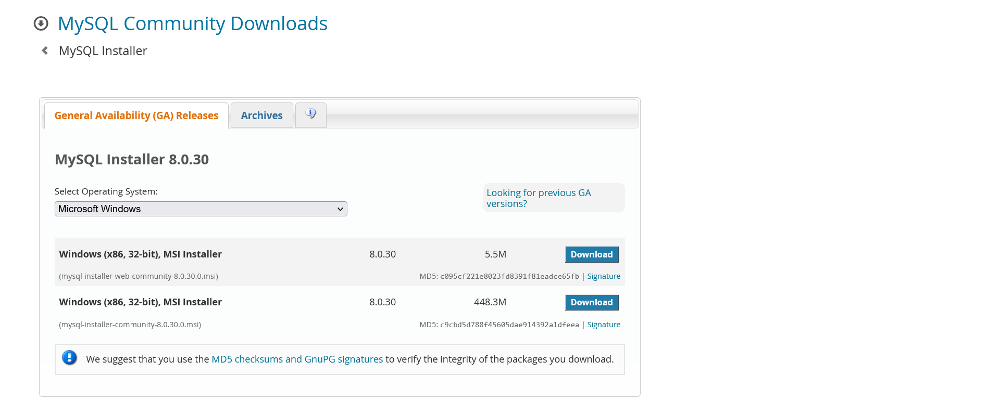 MySQL Community Downloads
MySQL Installer
General Availability (GA) Releases
Archives
MySQL Installer 8.0.30
Select Operating System:
Microsoft Windows
Looking for previous GA
versions?
Windows (x86, 32-bit), MSI Installer 8.0.30 5.5M Download
(mysql-installer-web-community-8.0.30.0.msi) MD5: c095cf221e8023fd8391f81eadce65fb | Signature
Windows (x86, 32-bit), MSI Installer 8.0.30 448.3M Download
(mysql-installer-community-8.0.30.0.msi) MD5: c9cbd5d788f45605dae914392a1dfeea | Signature
We suggest that you use the MD5 checksums and GnuPG signatures to verify the integrity of the packages you download.